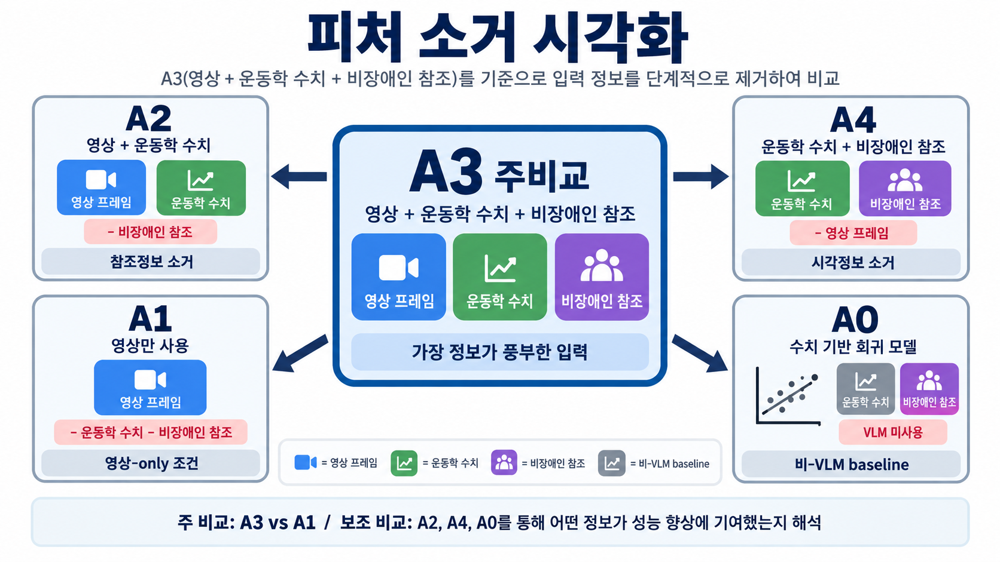 피처 소거 시각화
A3(영상 + 운동학 수치 + 비장애인 참조)를 기준으로 입력 정보를 단계적으로 제거하여 비교
A2
영상 + 운동학 수치
영상 프레임
운동학 수치
- 비장애인 참조
참조정보 소거
A1
영상만 사용
영상 프레임
- 운동학 수치 - 비장애인 참조
영상-only 조건
A3 주비교
영상 + 운동학 수치 + 비장애인 참조
영상 프레임
운동학 수치
비장애인 참조
가장 정보가 풍부한 입력
A4
운동학 수치 + 비장애인 참조
운동학 수치
비장애인 참조
- 영상 프레임
시각정보 소거
A0
수치 기반 회귀 모델
운동학 수치
비장애인 참조
VLM 미사용
비-VLM baseline
= 영상 프레임
= 운동학 수치
= 비장애인 참조
= 비-VLM baseline
주 비교: A3 vs A1 / 보조 비교: A2, A4, A0를 통해 어떤 정보가 성능 향상에 기여했는지 해석